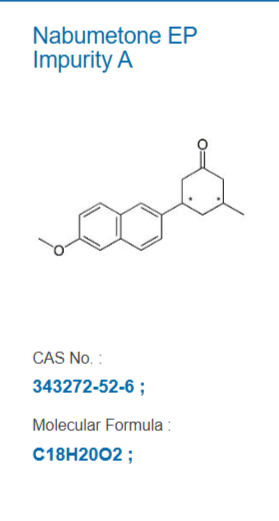 Nabumetone EP
Impurity A
O
O
CAS No. :
343272-52-6 ;
Molecular Formula :
C18H20O2 ;